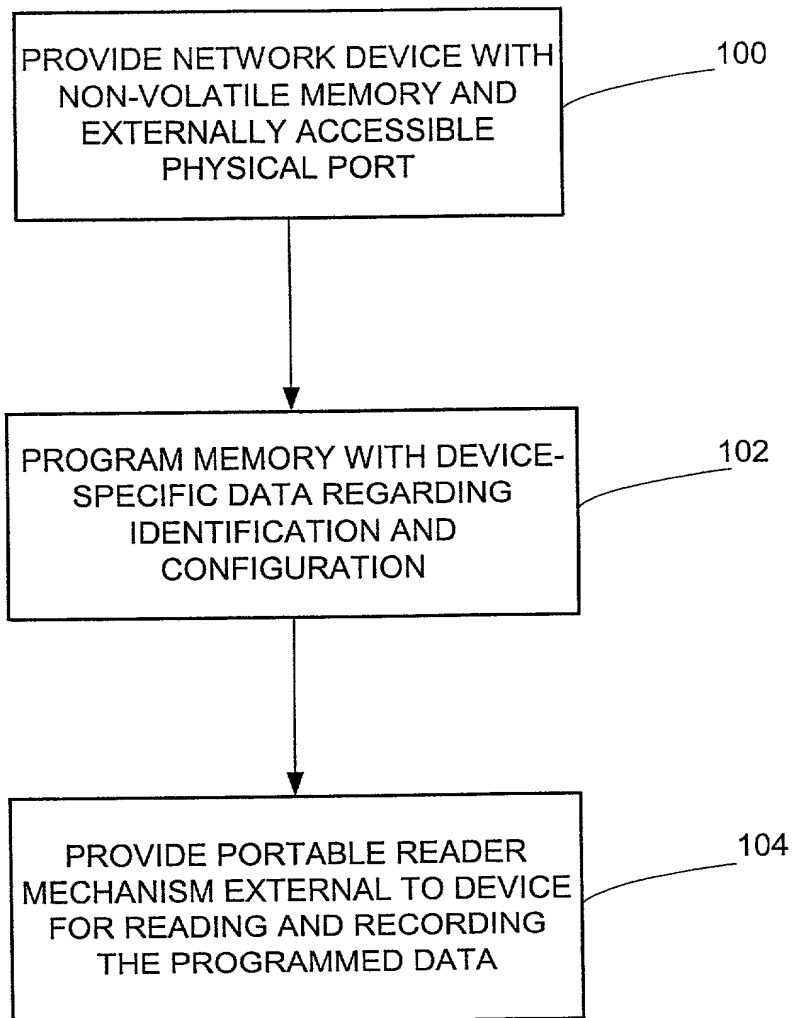 PROVIDE NETWORK DEVICE WITH
NON-VOLATILE MEMORY AND
EXTERNALLY ACCESSIBLE
PHYSICAL PORT
100
PROGRAM MEMORY WITH DEVICE-
SPECIFIC DATA REGARDING
IDENTIFICATION AND
CONFIGURATION
102
PROVIDE PORTABLE READER
MECHANISM EXTERNAL TO DEVICE
FOR READING AND RECORDING
THE PROGRAMMED DATA
104